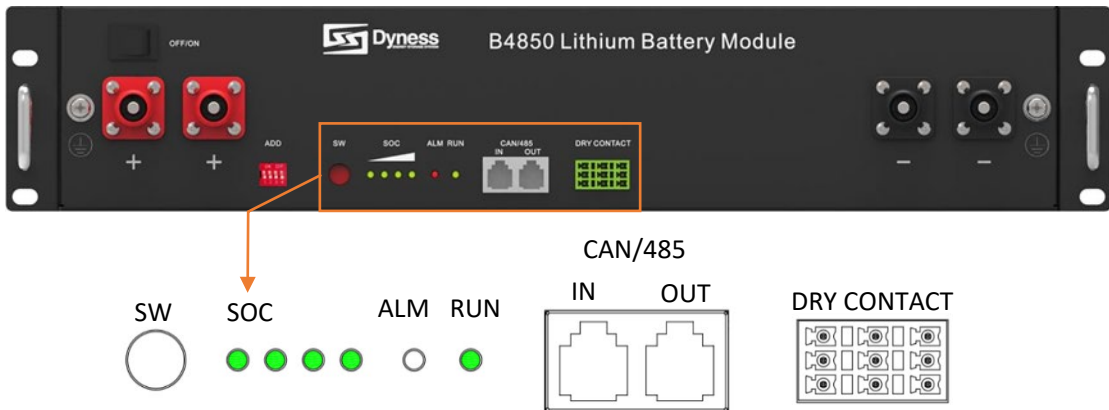 OFF/ON
Dyness
B4850 Lithium Battery Module
ADD
SW
SOC
ALM RUN
CAN/485
IN OUT
DRY CONTACT
+ + - -
CAN/485
IN OUT
SW SOC ALM RUN DRY CONTACT